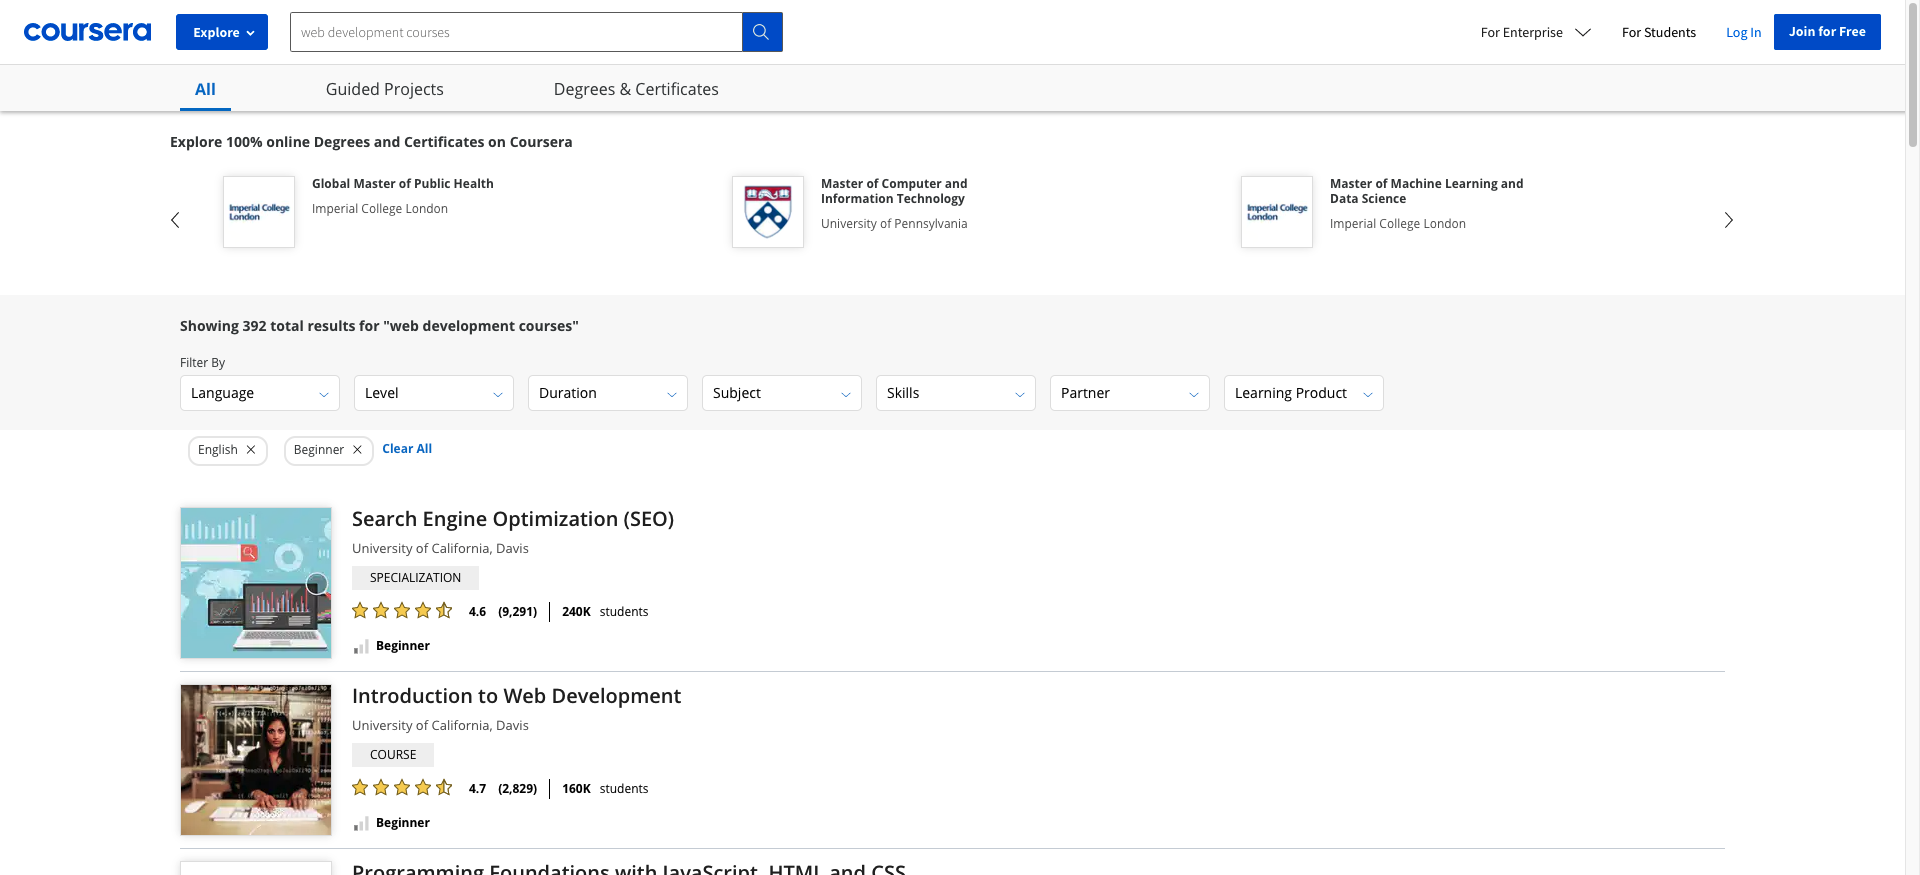 coursera
Explore
web development courses
For Enterprise
For Students
Log In
Join for Free
All
Guided Projects
Degrees & Certificates
Explore 100% online Degrees and Certificates on Coursera
Imperial College
London
Global Master of Public Health
Imperial College London
Master of Computer and
Information Technology
University of Pennsylvania
Imperial College
London
Master of Machine Learning and
Data Science
Imperial College London
Showing 392 total results for "web development courses"
Filter By
Language
Level
Duration
Subject
Skills
Partner
Learning Product
English
Beginner
Clear All
Search Engine Optimization (SEO)
University of California, Davis
SPECIALIZATION
4.6 (9,291) 240K students
Beginner
Introduction to Web Development
University of California, Davis
COURSE
4.7 (2,829) 160K students
Beginner
Programming Foundations with JavaScript, HTML and CSS